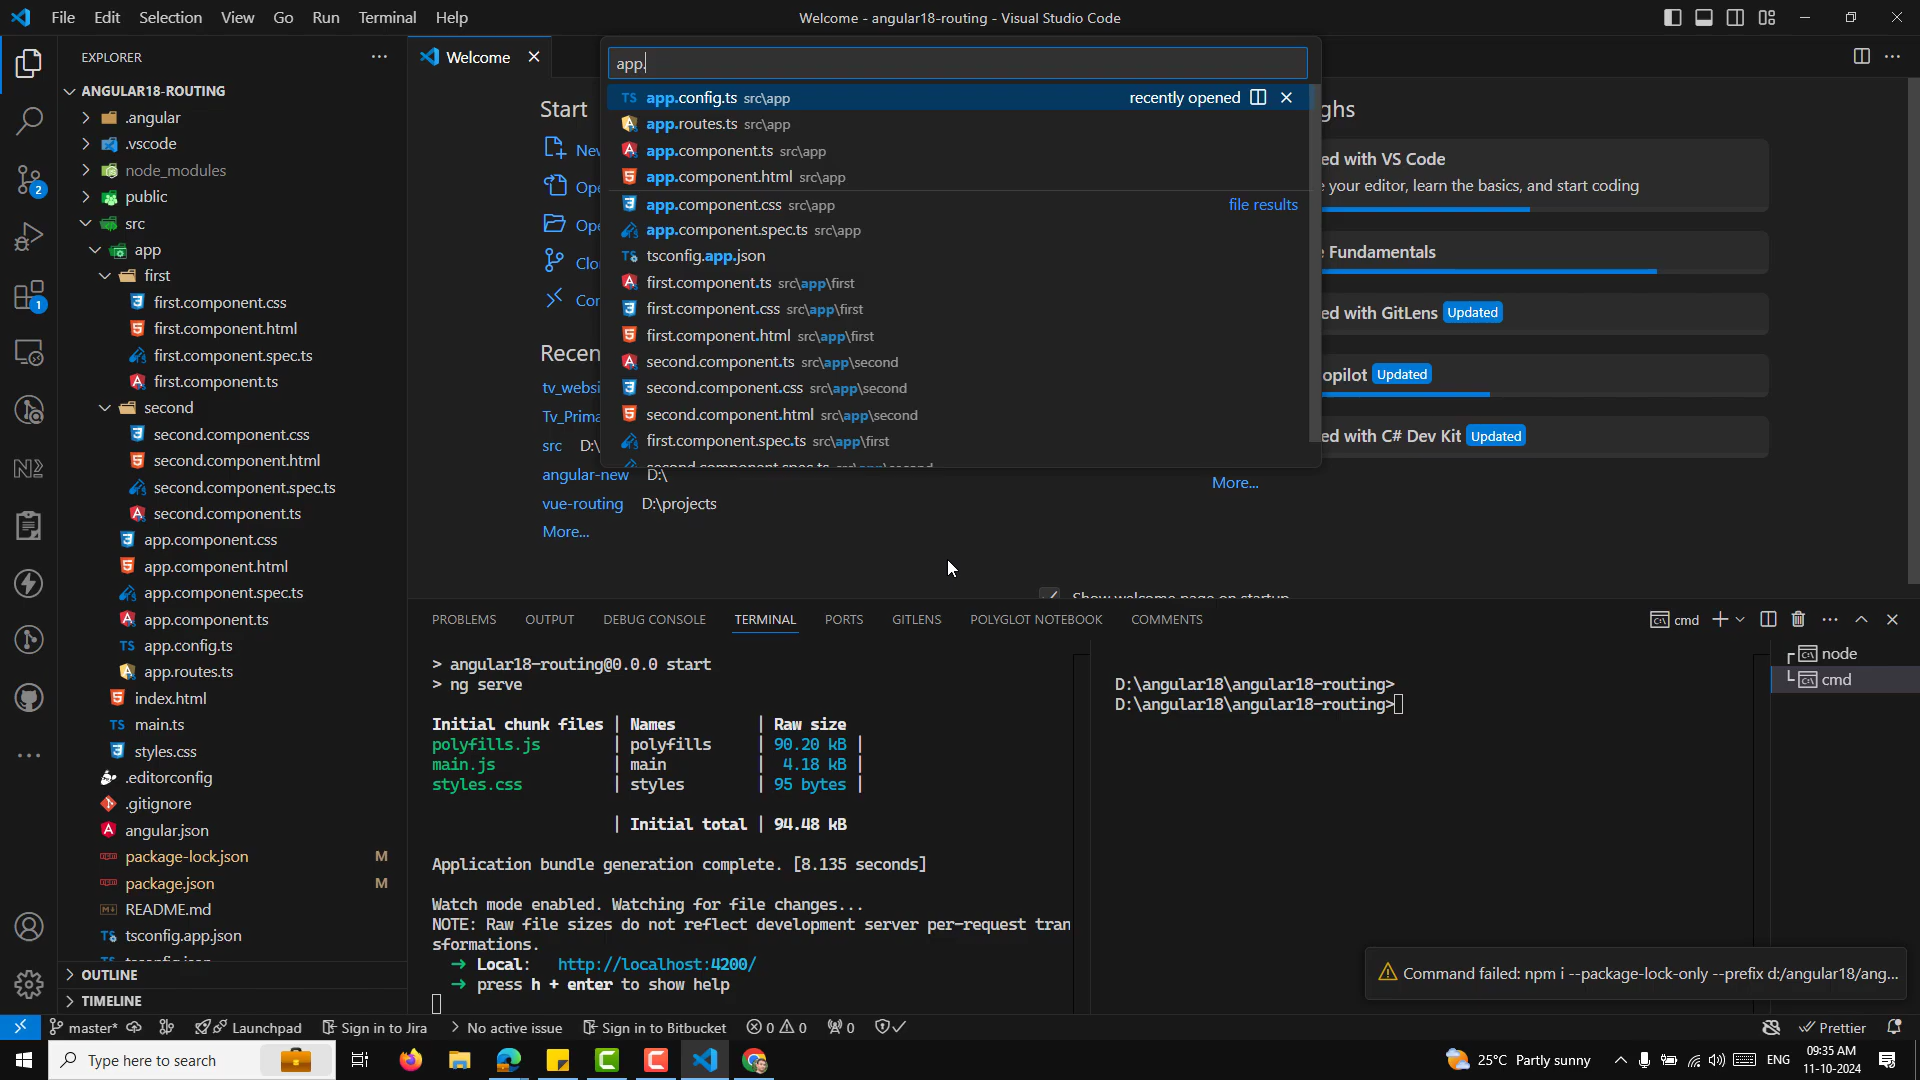 File Edit Selection View Go Run Terminal Help
Welcome - angular18-routing - Visual Studio Code
EXPLORER
ANGULAR18-ROUTING
.angular
.vscode
node_modules
public
src
app
first
first.component.css
first.component.html
first.component.spec.ts
first.component.ts
second
second.component.css
second.component.html
second.component.spec.ts
second.component.ts
app.component.css
app.component.html
app.component.spec.ts
app.component.ts
app.config.ts
app.routes.ts
index.html
main.ts
styles.css
.editorconfig
.gitignore
angular.json
package-lock.json M
package.json M
README.md
tsconfig.app.json
OUTLINE
TIMELINE
2
1
Welcome
app.
app.config.ts src\app recently opened
app.routes.ts src\app
app.component.ts src\app
app.component.html src\app
app.component.css src\app file results
app.component.spec.ts src\app
tsconfig.app.json
first.component.ts src\app\first
first.component.css src\app\first
first.component.html src\app\first
second.component.ts src\app\second
second.component.css src\app\second
second.component.html src\app\second
first.component.spec.ts src\app\first
second.component.spec.ts src\app\second
Start
Recen
tv_websi
Tv_Prima
src D:\
angular-new D:\
vue-routing D:\projects
More...
ghs
ed with VS Code
your editor, learn the basics, and start coding
Fundamentals
ed with GitLens Updated
opilot Updated
ed with C# Dev Kit Updated
More...
Show welcome page on startup
PROBLEMS OUTPUT DEBUG CONSOLE TERMINAL PORTS GITLENS POLYGLOT NOTEBOOK COMMENTS
cmd
> angular18-routing@0.0.0 start
> ng serve
Initial chunk files | Names | Raw size
polyfills.js | polyfills | 90.20 kB |
main.js | main | 4.18 kB |
styles.css | styles | 95 bytes |
| Initial total | 94.48 kB
Application bundle generation complete. [8.135 seconds]
Watch mode enabled. Watching for file changes...
NOTE: Raw file sizes do not reflect development server per-request tran
sformations.
➜ Local: http://localhost:4200/
➜ press h + enter to show help
D:\angular18\angular18-routing>
D:\angular18\angular18-routing>
node
cmd
Command failed: npm i --package-lock-only --prefix d:/angular18/ang...
master* Launchpad Sign in to Jira No active issue Sign in to Bitbucket 0 0 0 Prettier
Type here to search
25°C Partly sunny
ENG
09:35 AM
11-10-2024